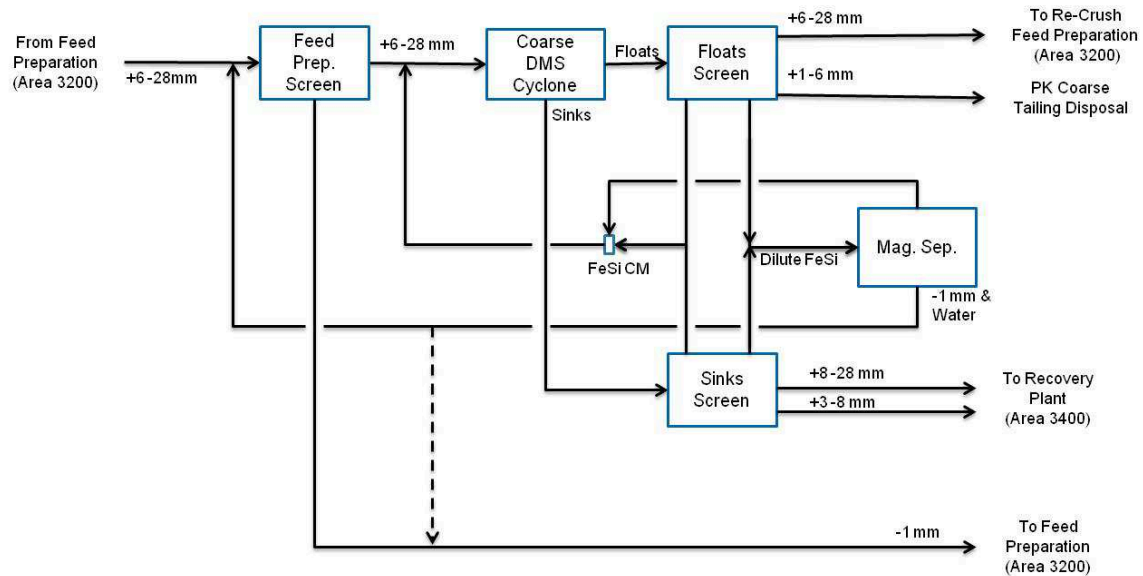 From Feed
Preparation
(Area 3200)
+6-28mm
Feed
Prep.
Screen
+6-28 mm
Coarse
DMS
Cyclone
Floats
Sinks
Floats
Screen
+6-28 mm
To Re-Crush
Feed Preparation
(Area 3200)
+1-6 mm
PK Coarse
Tailing Disposal
FeSi CM
Dilute FeSi
Mag. Sep.
-1 mm &
Water
Sinks
Screen
+8-28 mm
+3-8 mm
To Recovery
Plant
(Area 3400)
-1 mm
To Feed
Preparation
(Area 3200)